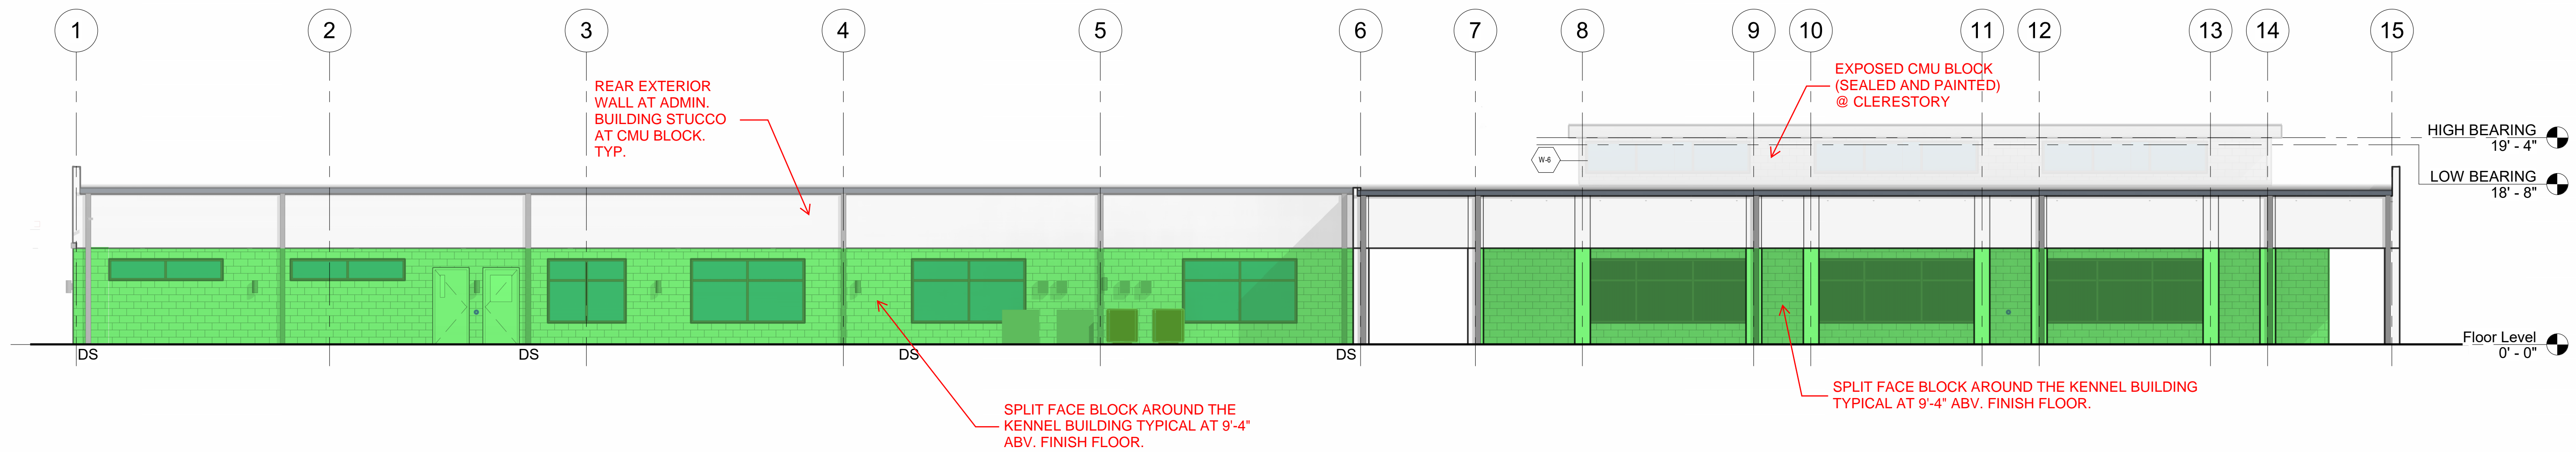 1 2 3 4 5 6 7 8 9 10 11 12 13 14 15
REAR EXTERIOR
WALL AT ADMIN.
BUILDING STUCCO
AT CMU BLOCK.
TYP.
EXPOSED CMU BLOCK
(SEALED AND PAINTED)
@ CLERESTORY
W-6
HIGH BEARING
19' - 4"
LOW BEARING
18' - 8"
Floor Level
0' - 0"
DS DS DS DS
SPLIT FACE BLOCK AROUND THE
KENNEL BUILDING TYPICAL AT 9'-4"
ABV. FINISH FLOOR.
SPLIT FACE BLOCK AROUND THE KENNEL BUILDING
TYPICAL AT 9'-4" ABV. FINISH FLOOR.